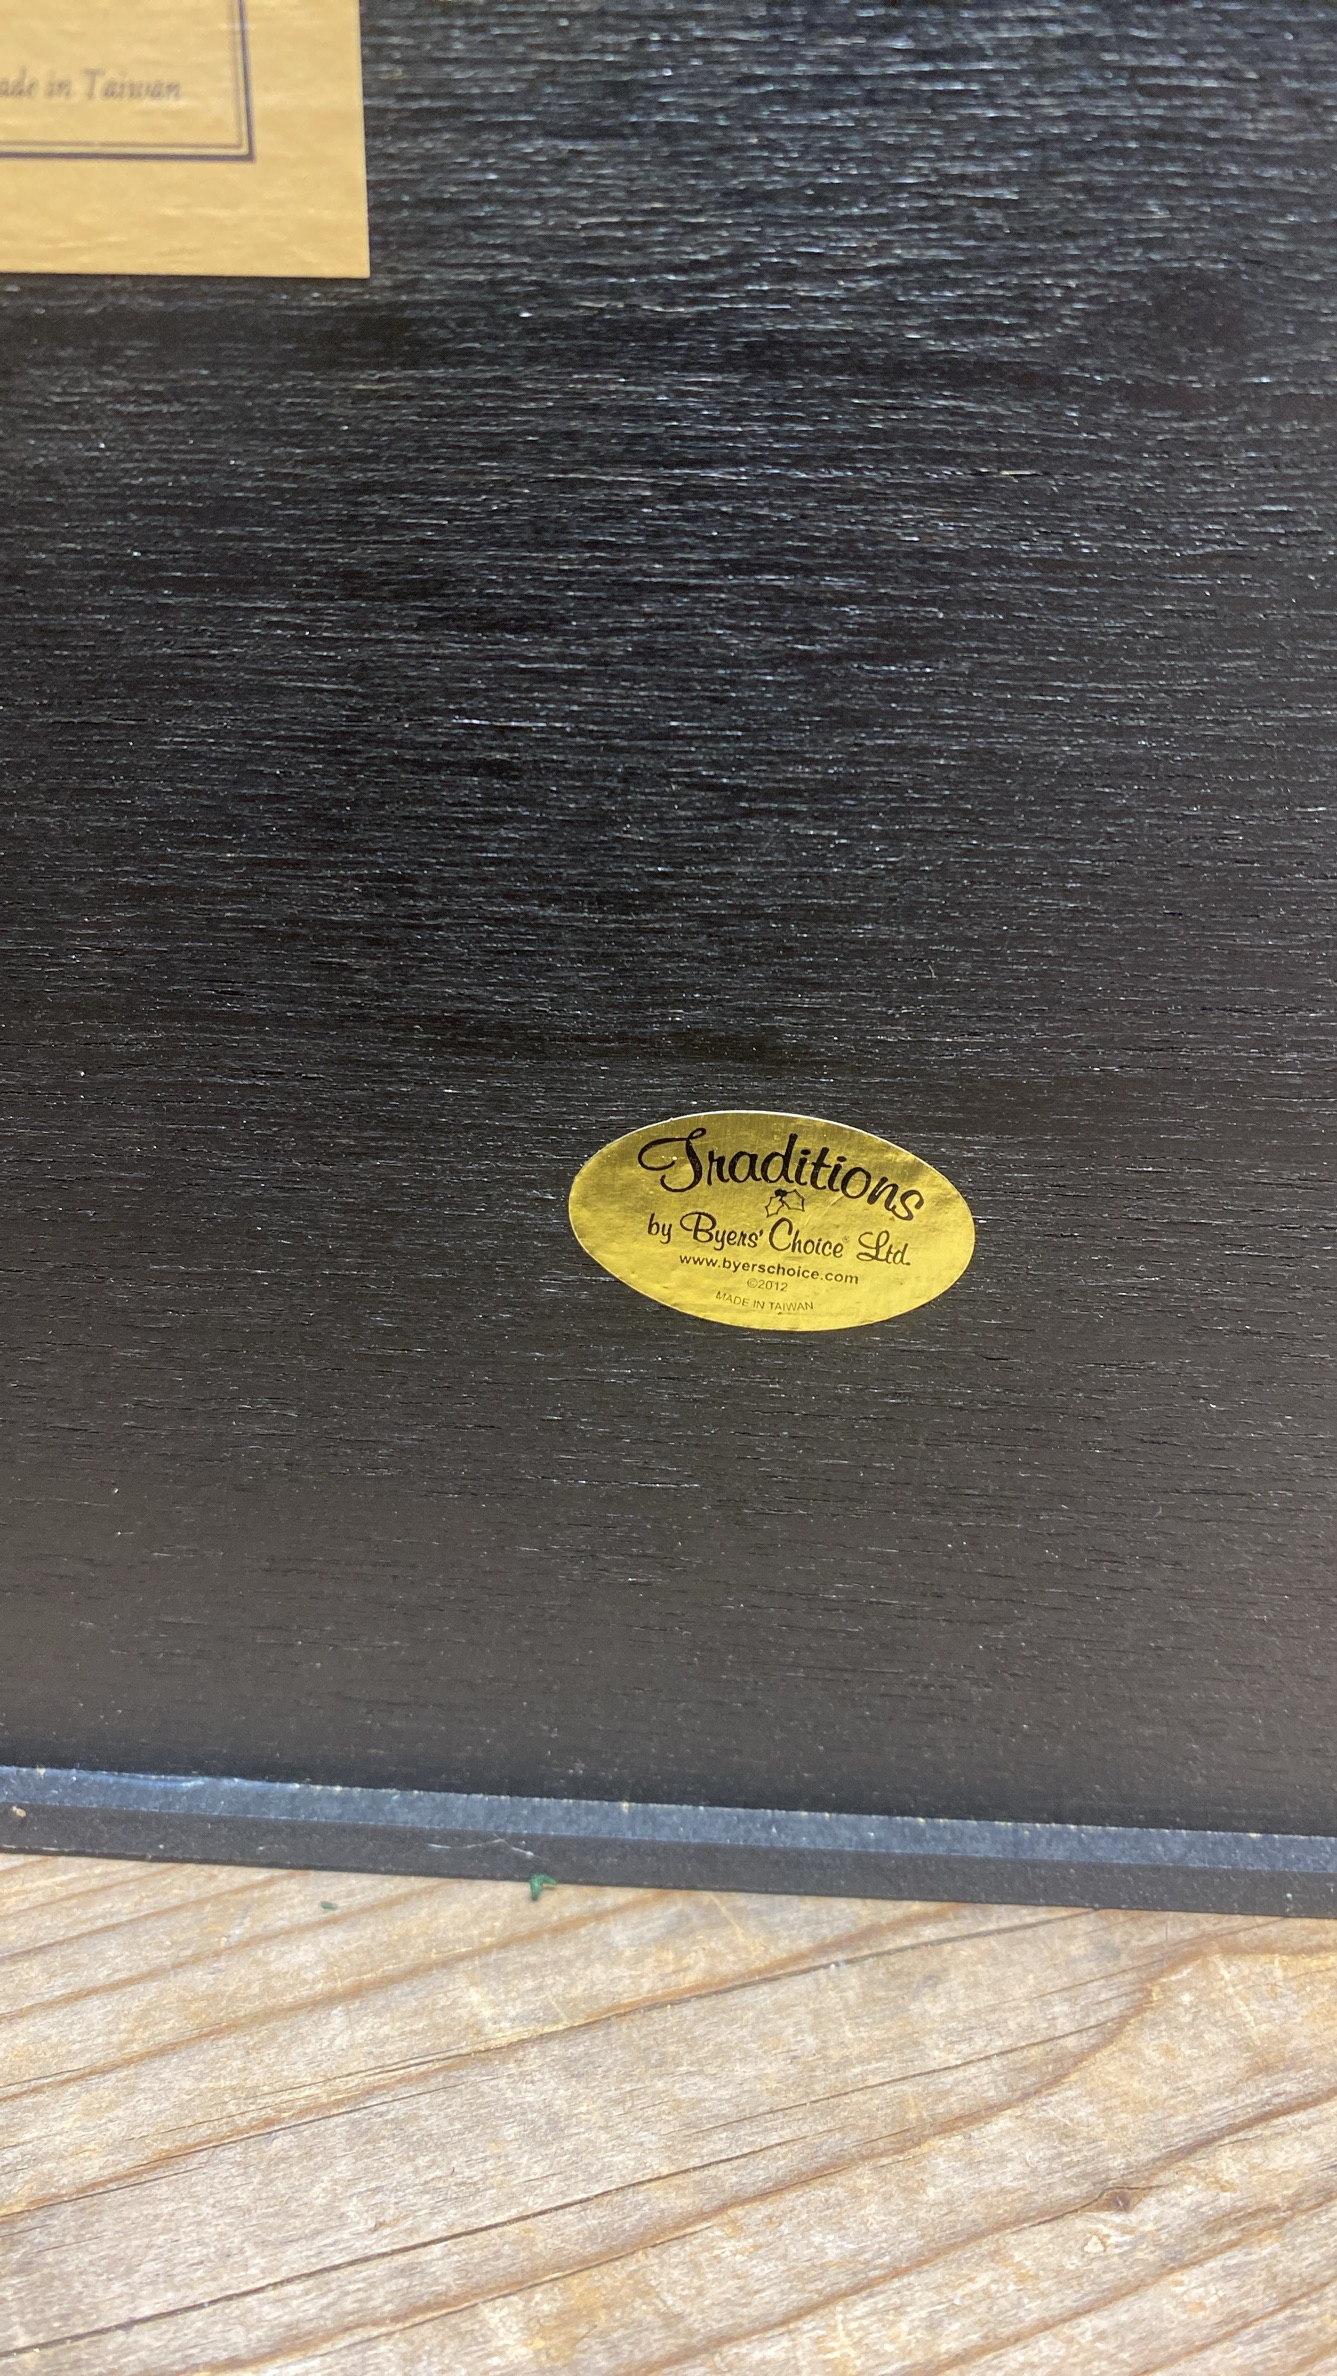 ade in Taiwan
Traditions
by Byers' Choice® Ltd.
www.byerschoice.com
©2012
MADE IN TAIWAN